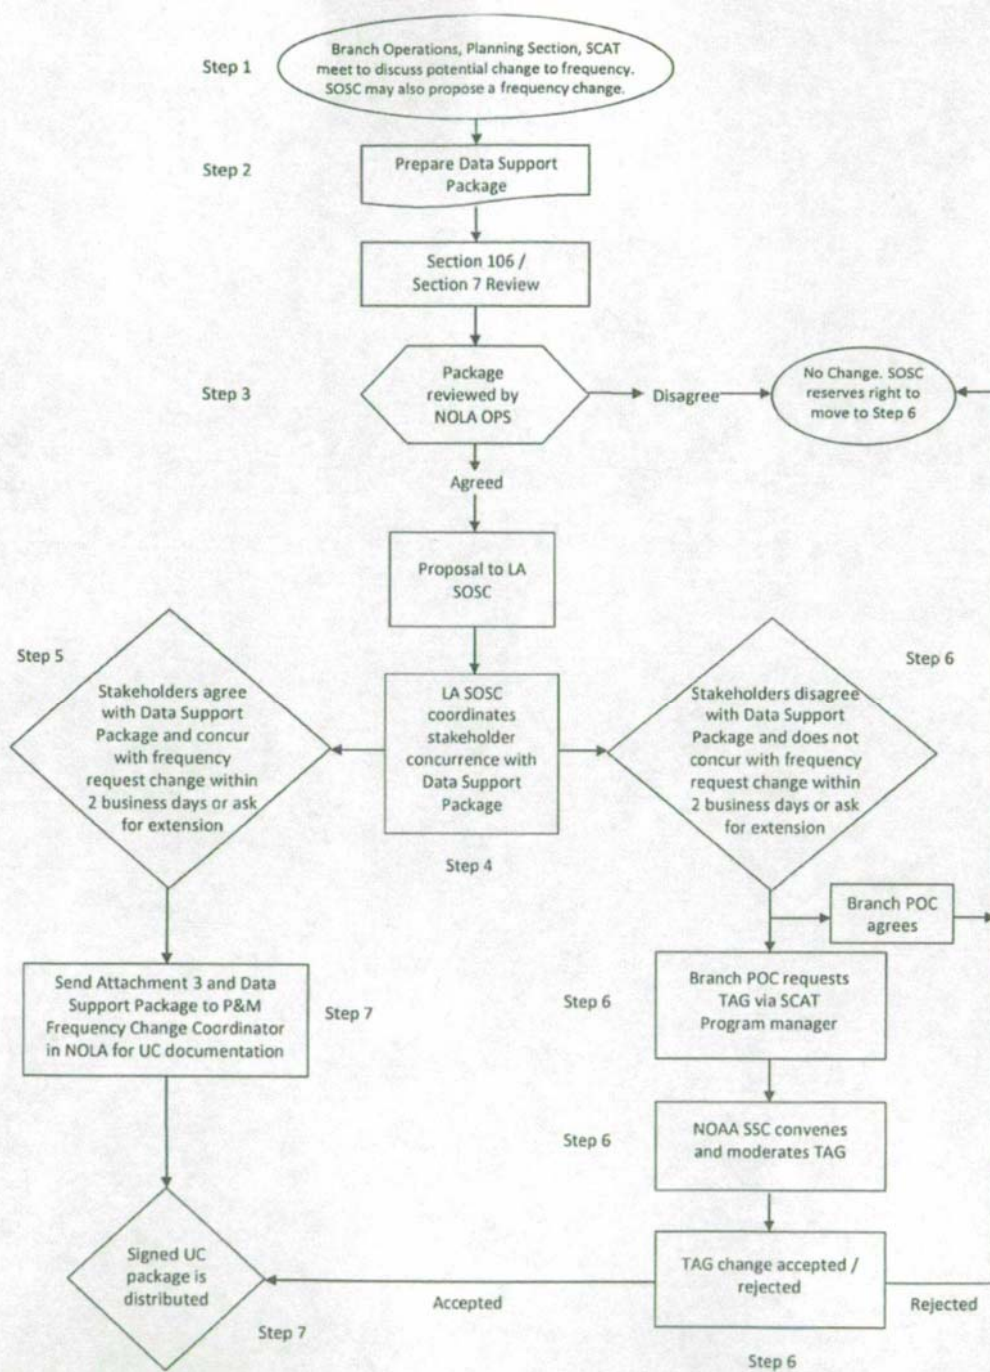 Step 1
Branch Operations, Planning Section, SCAT
meet to discuss potential change to frequency.
SOSC may also propose a frequency change.
Step 2
Prepare Data Support
Package
Section 106 /
Section 7 Review
Step 3
Package
reviewed by
NOLA OPS
Disagree
No Change. SOSC
reserves right to
move to Step 6
Agreed
Proposal to LA
SOSC
Step 5
Stakeholders agree
with Data Support
Package and concur
with frequency
request change within
2 business days or ask
for extension
LA SOSC
coordinates
stakeholder
concurrence with
Data Support
Package
Step 4
Step 6
Stakeholders disagree
with Data Support
Package and does not
concur with frequency
request change within
2 business days or ask
for extension
Branch POC
agrees
Send Attachment 3 and Data
Support Package to P&M
Frequency Change Coordinator
in NOLA for UC documentation
Step 7
Step 6
Branch POC requests
TAG via SCAT
Program manager
Step 6
NOAA SSC convenes
and moderates TAG
Signed UC
package is
distributed
Step 7
Accepted
TAG change accepted /
rejected
Rejected
Step 6